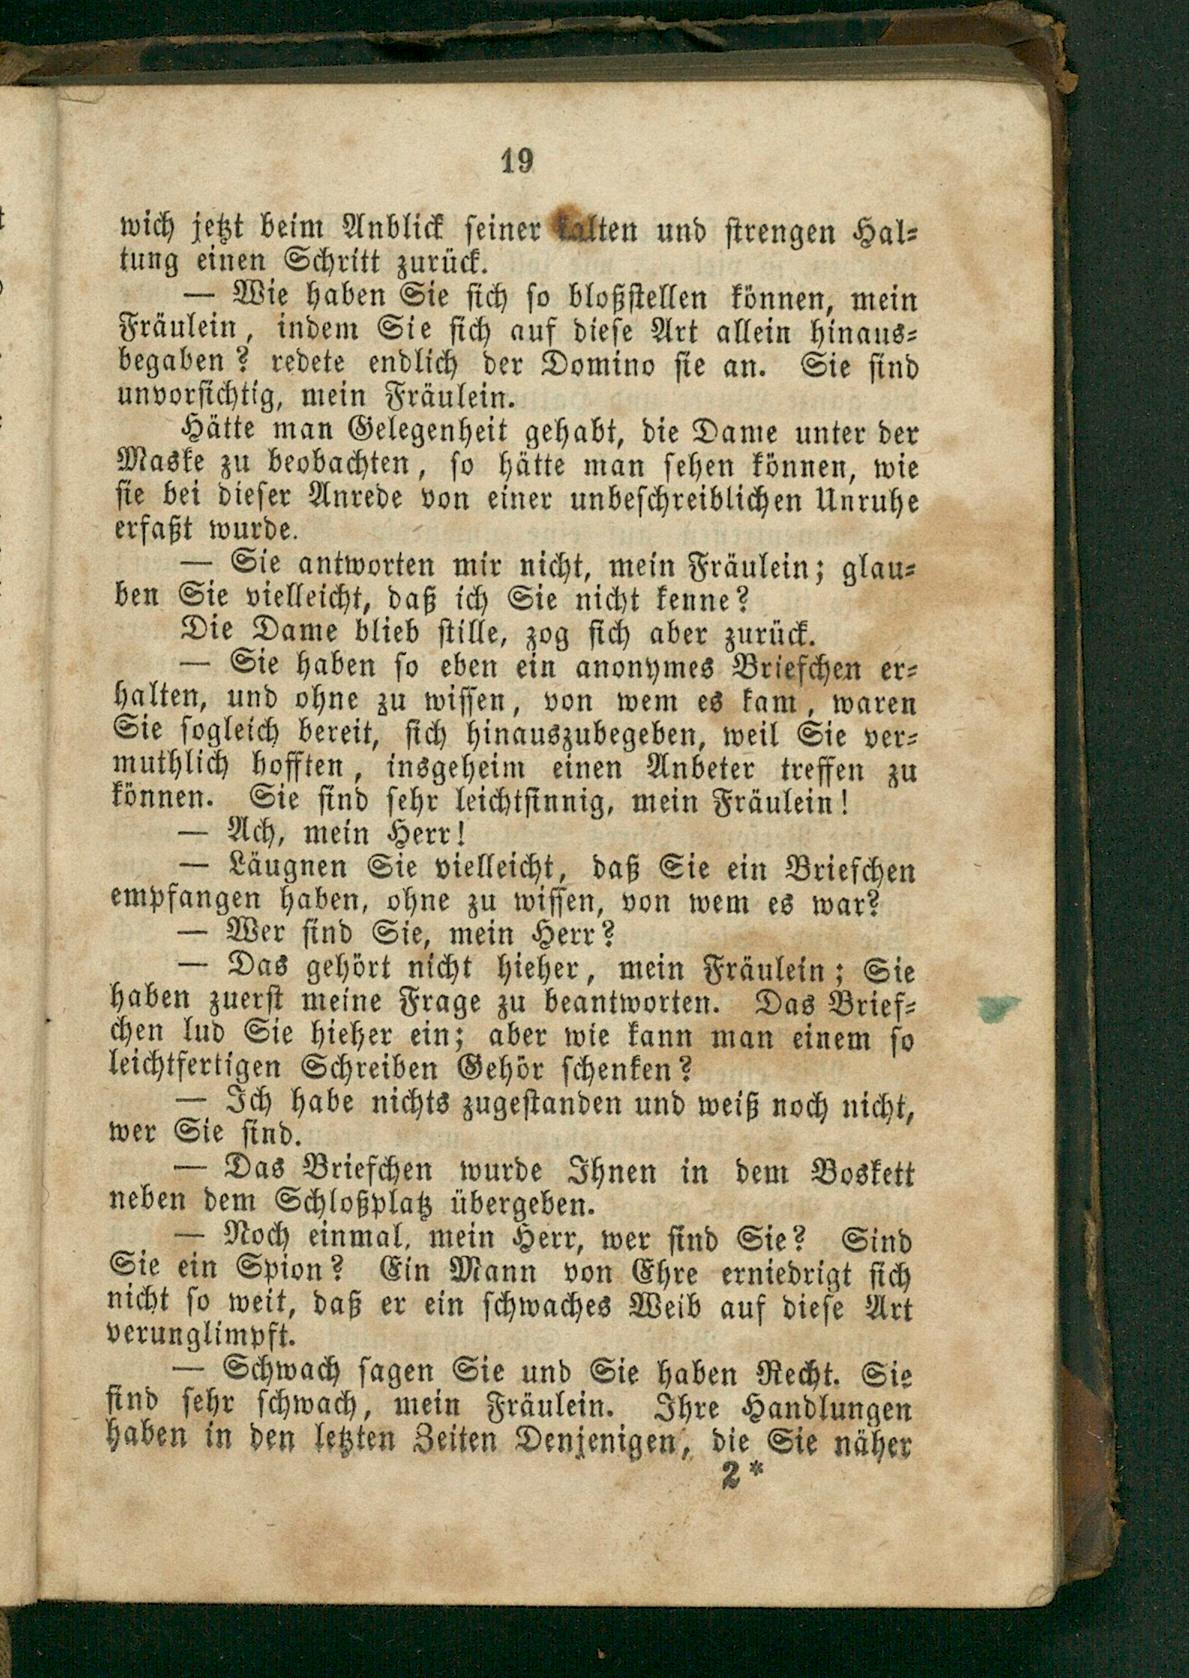 19
wich jetzt beim Anblick seiner kalten und strengen Hal-
tung einen Schritt zurück.
— Wie haben Sie sich so bloßstellen können, mein
Fräulein, indem Sie sich auf diese Art allein hinaus-
begaben? redete endlich der Domino sie an. Sie sind
unvorsichtig, mein Fräulein.
Hätte man Gelegenheit gehabt, die Dame unter der
Maske zu beobachten, so hätte man sehen können, wie
sie bei dieser Anrede von einer unbeschreiblichen Unruhe
erfaßt wurde.
— Sie antworten mir nicht, mein Fräulein; glau-
ben Sie vielleicht, daß ich Sie nicht kenne?
Die Dame blieb stille, zog sich aber zurück.
— Sie haben so eben ein anonymes Briefchen er-
halten, und ohne zu wissen, von wem es kam, waren
Sie sogleich bereit, sich hinauszubegeben, weil Sie ver-
muthlich hofften, insgeheim einen Anbeter treffen zu
können. Sie sind sehr leichtsinnig, mein Fräulein!
— Ach, mein Herr!
— Läugnen Sie vielleicht, daß Sie ein Briefchen
empfangen haben, ohne zu wissen, von wem es war?
— Wer sind Sie, mein Herr?
— Das gehört nicht hieher, mein Fräulein; Sie
haben zuerst meine Frage zu beantworten. Das Brief-
chen lud Sie hieher ein; aber wie kann man einem so
leichtfertigen Schreiben Gehör schenken?
— Ich habe nichts zugestanden und weiß noch nicht,
wer Sie sind.
— Das Briefchen wurde Ihnen in dem Boskett
neben dem Schloßplatz übergeben.
— Noch einmal, mein Herr, wer sind Sie? Sind
Sie ein Spion? Ein Mann von Ehre erniedrigt sich
nicht so weit, daß er ein schwaches Weib auf diese Art
verunglimpft.
— Schwach sagen Sie und Sie haben Recht. Sie
sind sehr schwach, mein Fräulein. Ihre Handlungen
haben in den letzten Zeiten Denjenigen, die Sie näher
2*